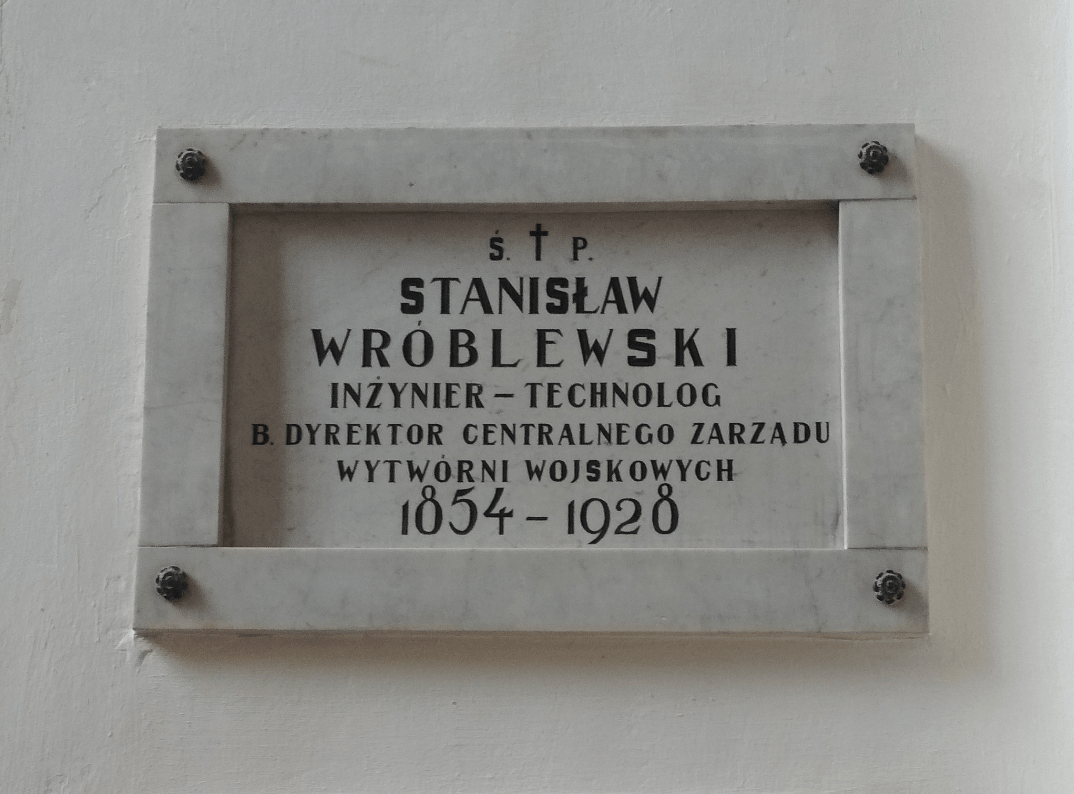 Ś. † P.
STANISŁAW
WRÓBLEWSKI
INŻYNIER – TECHNOLOG
B. DYREKTOR CENTRALNEGO ZARZĄDU
WYTWÓRNI WOJSKOWYCH
1854 – 1928